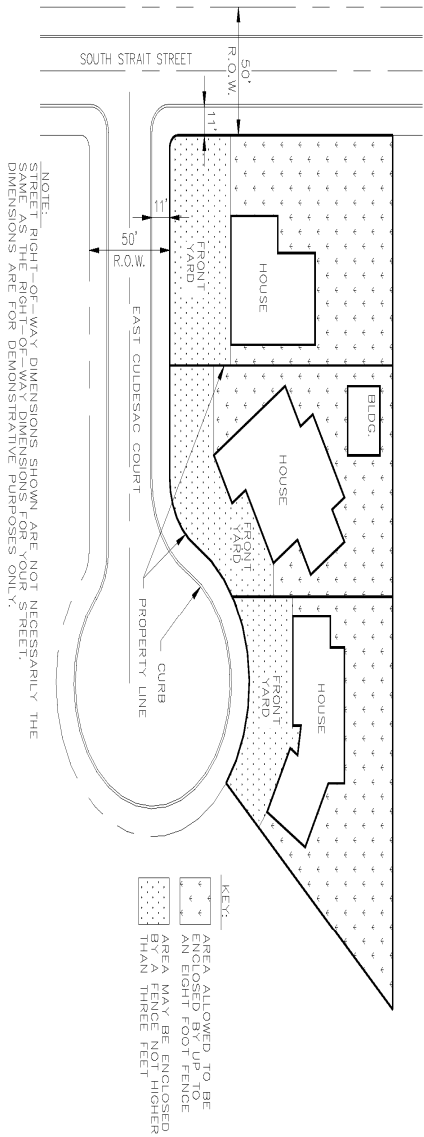 SOUTH STRAIT STREET
50'
R.O.W.
11'
11'
50'
R.O.W.
FRONT
YARD
HOUSE
EAST CULDESAC COURT
BLDG.
HOUSE
FRONT
YARD
HOUSE
FRONT
YARD
PROPERTY LINE
CURB
NOTE:
STREET RIGHT-OF-WAY DIMENSIONS SHOWN ARE NOT NECESSARILY THE
SAME AS THE RIGHT-OF-WAY DIMENSIONS FOR YOUR STREET.
DIMENSIONS ARE FOR DEMONSTRATIVE PURPOSES ONLY.
KEY:
AREA ALLOWED TO BE
ENCLOSED BY UP TO
AN EIGHT FOOT FENCE
AREA MAY BE ENCLOSED
BY A FENCE NOT HIGHER
THAN THREE FEET